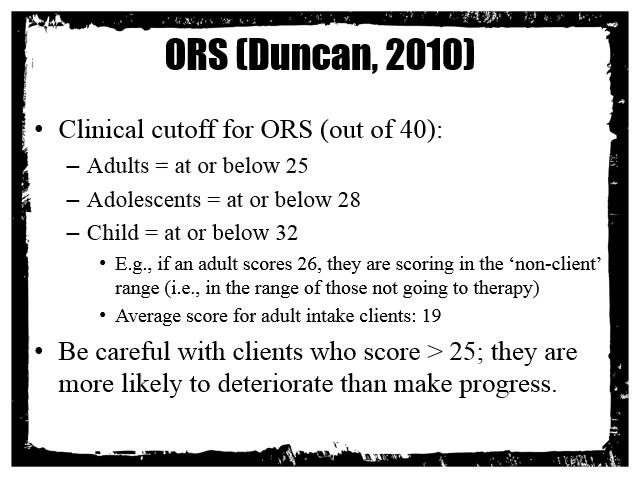 ORS (Duncan, 2010)
• Clinical cutoff for ORS (out of 40):
– Adults = at or below 25
– Adolescents = at or below 28
– Child = at or below 32
• E.g., if an adult scores 26, they are scoring in the ‘non-client’
range (i.e., in the range of those not going to therapy)
• Average score for adult intake clients: 19
• Be careful with clients who score > 25; they are
more likely to deteriorate than make progress.